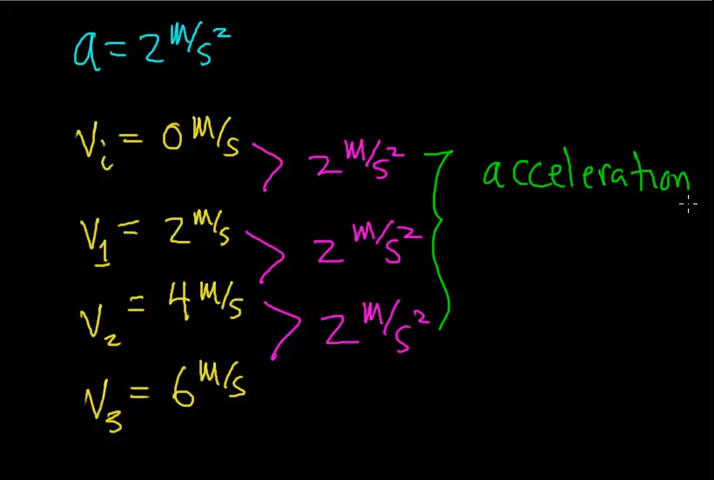 a = 2 m/s²
vᵢ = 0 m/s
2 m/s²
acceleration
v₁ = 2 m/s
2 m/s²
v₂ = 4 m/s
2 m/s²
v₃ = 6 m/s